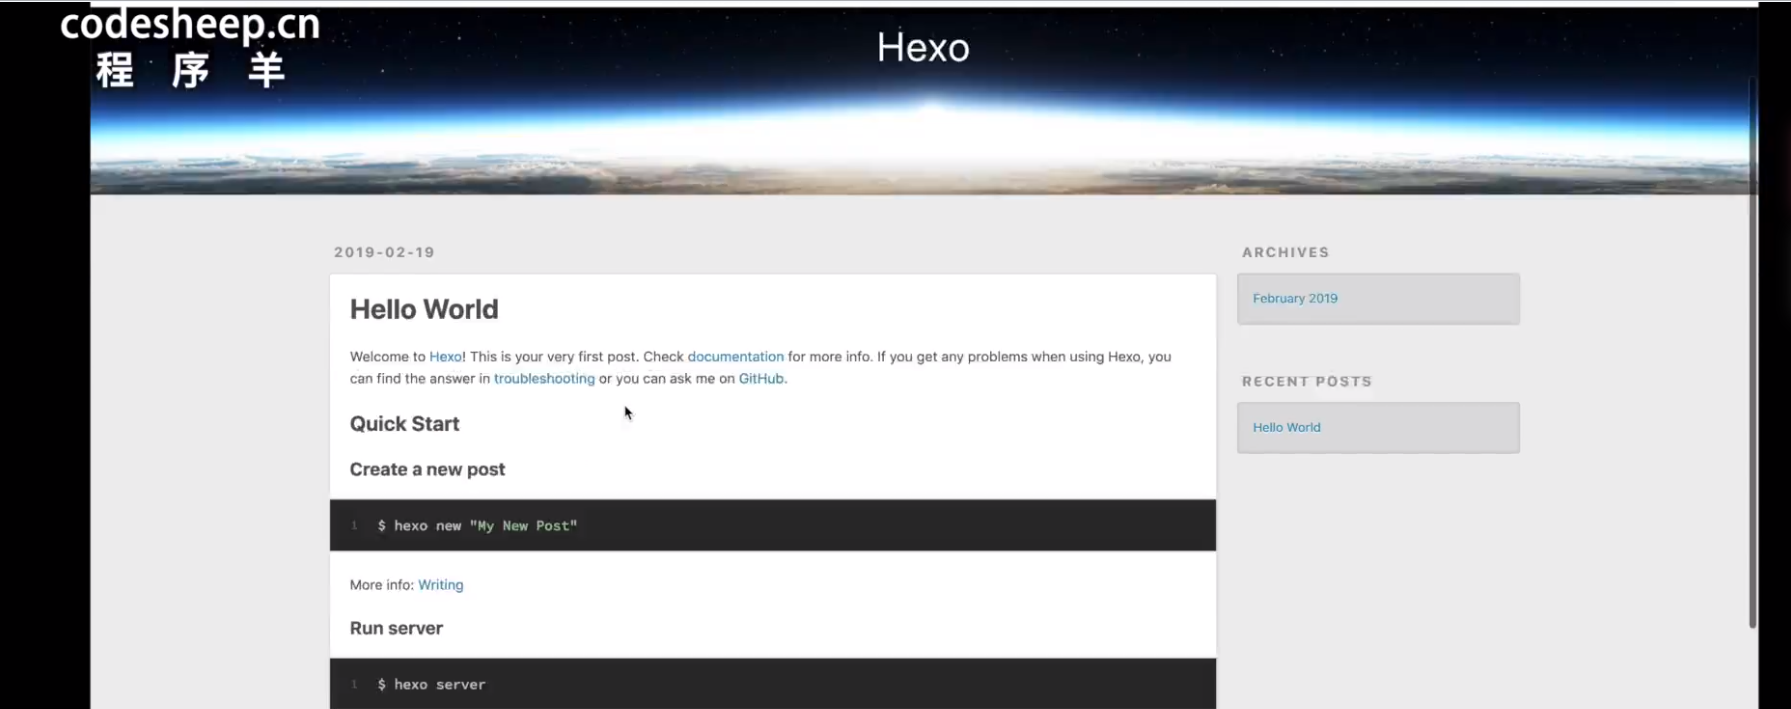 codesheep.cn
程 序 羊
Hexo
2019-02-19
Hello World
Welcome to Hexo! This is your very first post. Check documentation for more info. If you get any problems when using Hexo, you
can find the answer in troubleshooting or you can ask me on GitHub.
Quick Start
Create a new post
1 $ hexo new "My New Post"
More info: Writing
Run server
1 $ hexo server
ARCHIVES
February 2019
RECENT POSTS
Hello World